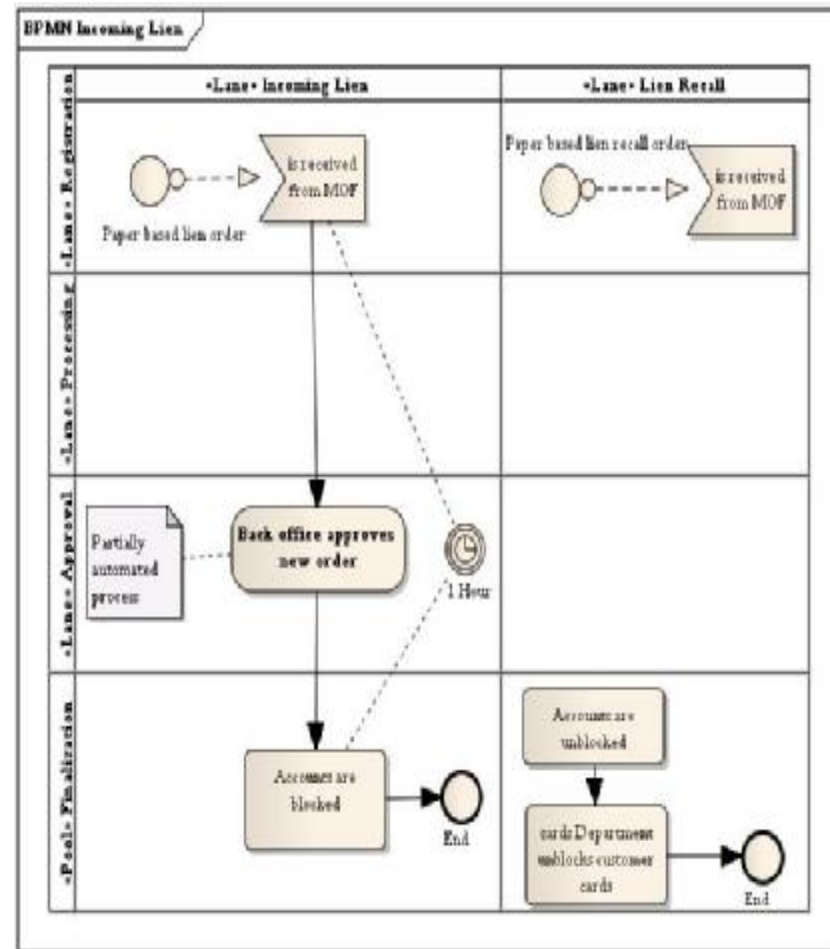 BPMN Incoming Lien
«Lane» Incoming Lien
«Lane» Lien Recall
«Lane» Registration
is received
from MOF
Paper based lien order
Paper based lien recall order
is received
from MOF
«Lane» Processing
«Lane» Approval
Partially
automated
process
Back office approves
new order
1 Hour
«Pool» Finalization
Accounts are
blocked
End
Accounts are
unblocked
cards Department
unblocks customer
cards
End